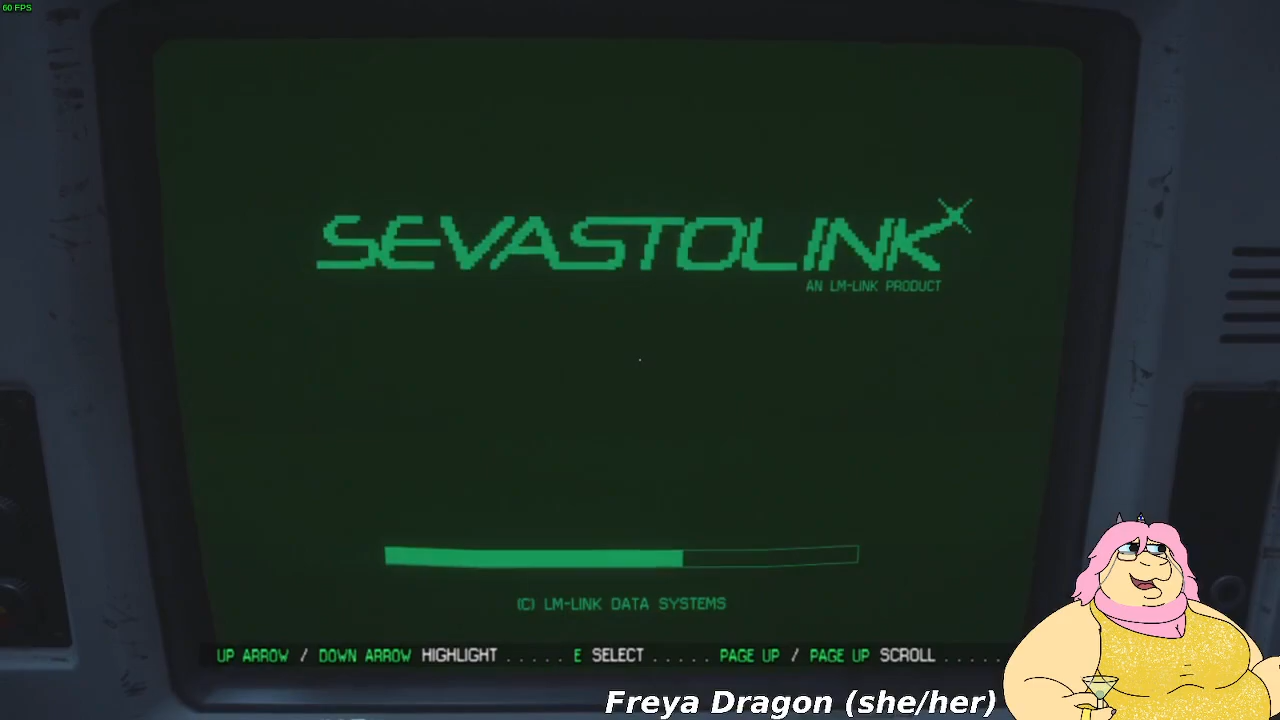 60 FPS
SEVASTOLINK
AN LM-LINK PRODUCT
(C) LM-LINK DATA SYSTEMS
UP ARROW / DOWN ARROW HIGHLIGHT ..... E SELECT ..... PAGE UP / PAGE UP SCROLL .....
Freya Dragon (she/her)